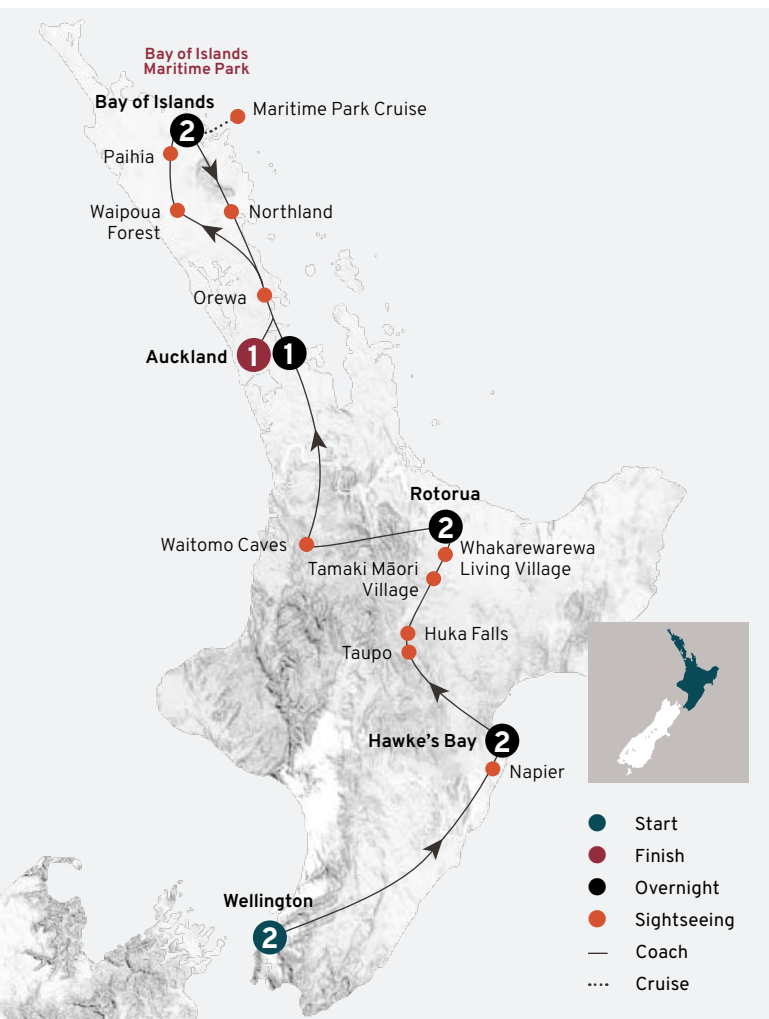 Bay of Islands
Maritime Park
Bay of Islands
2
Maritime Park Cruise
Paihia
Waipoua
Forest
Northland
Orewa
Auckland
1
1
Rotorua
2
Waitomo Caves
Whakarewarewa
Living Village
Tamaki Māori
Village
Huka Falls
Taupo
Hawke's Bay
2
Napier
Wellington
2
Start
Finish
Overnight
Sightseeing
Coach
Cruise